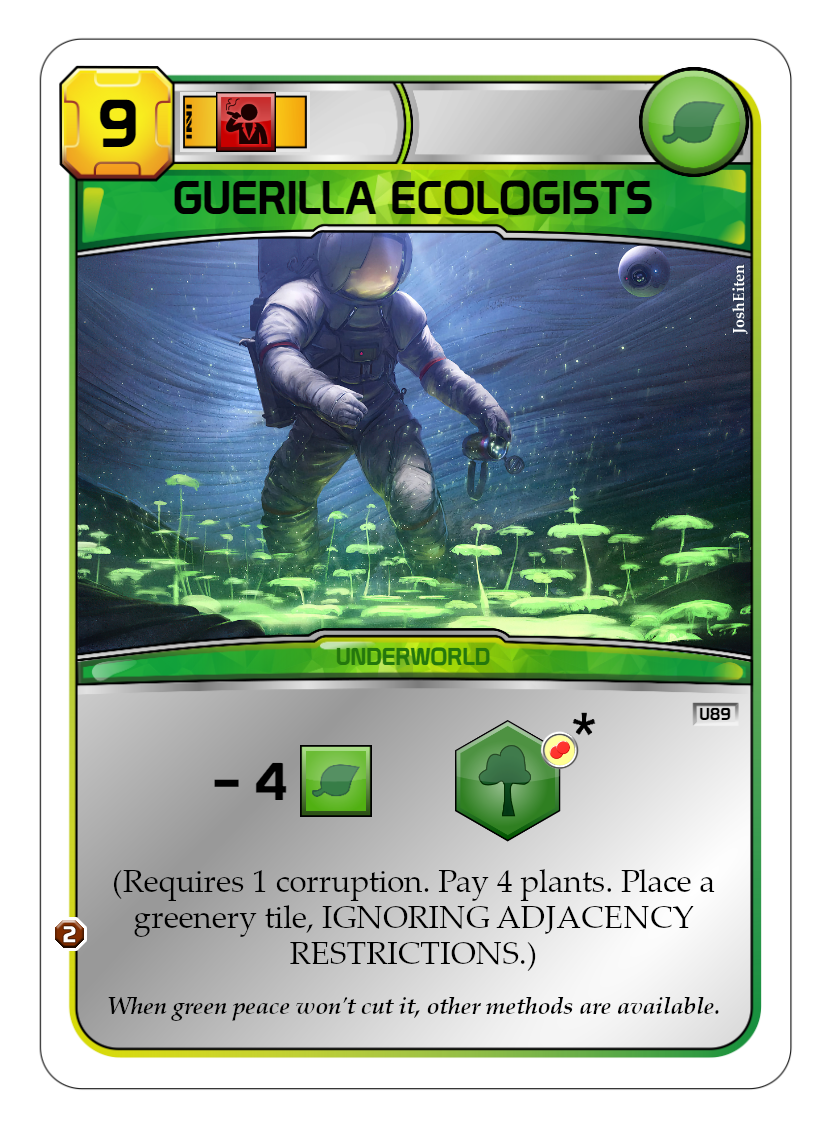 9
GUERILLA ECOLOGISTS
JoshEiten
UNDERWORLD
U89
- 4 *
(Requires 1 corruption. Pay 4 plants. Place a
greenery tile, IGNORING ADJACENCY
RESTRICTIONS.)
2
When green peace won't cut it, other methods are available.